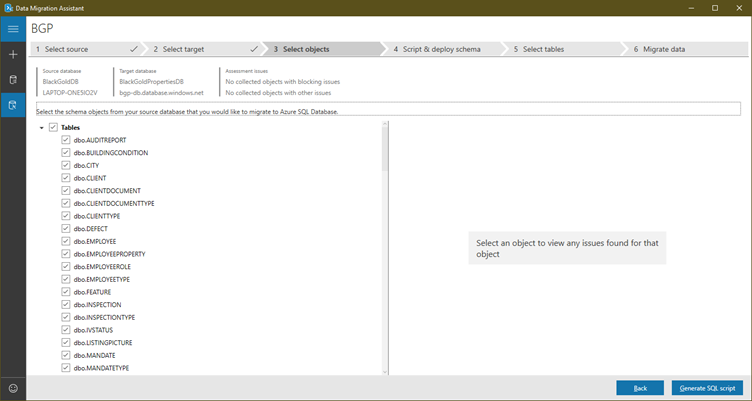 Data Migration Assistant
BGP
1 Select source
2 Select target
3 Select objects
4 Script & deploy schema
5 Select tables
6 Migrate data
Source database
BlackGoldDB
LAPTOP-ONE5IO2V
Target database
BlackGoldPropertiesDB
bgp-db.database.windows.net
Assessment issues
No collected objects with blocking issues
No collected objects with other issues
Select the schema objects from your source database that you would like to migrate to Azure SQL Database.
Tables
dbo.AUDITREPORT
dbo.BUILDINGCONDITION
dbo.CITY
dbo.CLIENT
dbo.CLIENTDOCUMENT
dbo.CLIENTDOCUMENTTYPE
dbo.CLIENTTYPE
dbo.DEFECT
dbo.EMPLOYEE
dbo.EMPLOYEEPROPERTY
dbo.EMPLOYEEROLE
dbo.EMPLOYEETYPE
dbo.FEATURE
dbo.INSPECTION
dbo.INSPECTIONTYPE
dbo.IVSTATUS
dbo.LISTINGPICTURE
dbo.MANDATE
dbo.MANDATETYPE
Select an object to view any issues found for that
object
Back
Generate SQL script